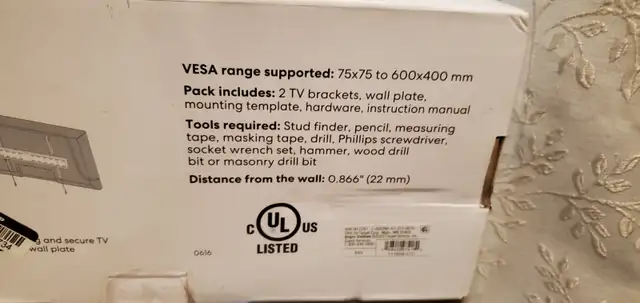 VESA range supported: 75x75 to 600x400 mm
Pack includes: 2 TV brackets, wall plate,
mounting template, hardware, instruction manual
Tools required: Stud finder, pencil, measuring
tape, masking tape, drill, Phillips screwdriver,
socket wrench set, hammer, wood drill
bit or masonry drill bit
Distance from the wall: 0.866" (22 mm)
and secure TV
wall plate
34
0616
C UL US
LISTED